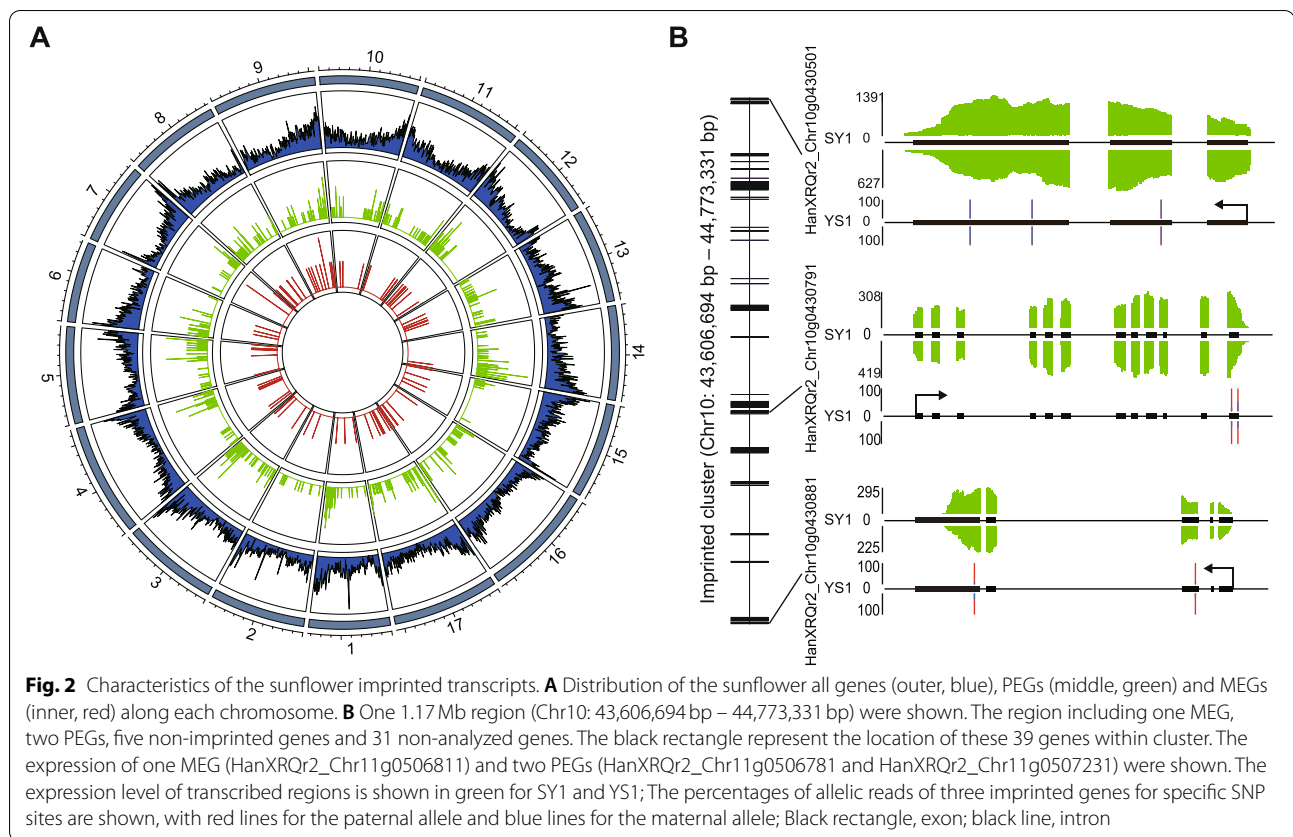 A
1
2
3
4
5
6
7
8
9
10
11
12
13
14
15
16
17
B
Imprinted cluster (Chr10: 43,606,694 bp – 44,773,331 bp)
HanXRQr2_Chr10g0430501
1391
SY1 0
627
100
YS1 0
100
HanXRQr2_Chr10g0430791
308
SY1 0
419
100
YS1 0
100
HanXRQr2_Chr10g0430881
295
SY1 0
225
100
YS1 0
100
Fig. 2 Characteristics of the sunflower imprinted transcripts. A Distribution of the sunflower all genes (outer, blue), PEGs (middle, green) and MEGs
(inner, red) along each chromosome. B One 1.17 Mb region (Chr10: 43,606,694 bp – 44,773,331 bp) were shown. The region including one MEG,
two PEGs, five non-imprinted genes and 31 non-analyzed genes. The black rectangle represent the location of these 39 genes within cluster. The
expression of one MEG (HanXRQr2_Chr11g0506811) and two PEGs (HanXRQr2_Chr11g0506781 and HanXRQr2_Chr11g0507231) were shown. The
expression level of transcribed regions is shown in green for SY1 and YS1; The percentages of allelic reads of three imprinted genes for specific SNP
sites are shown, with red lines for the paternal allele and blue lines for the maternal allele; Black rectangle, exon; black line, intron